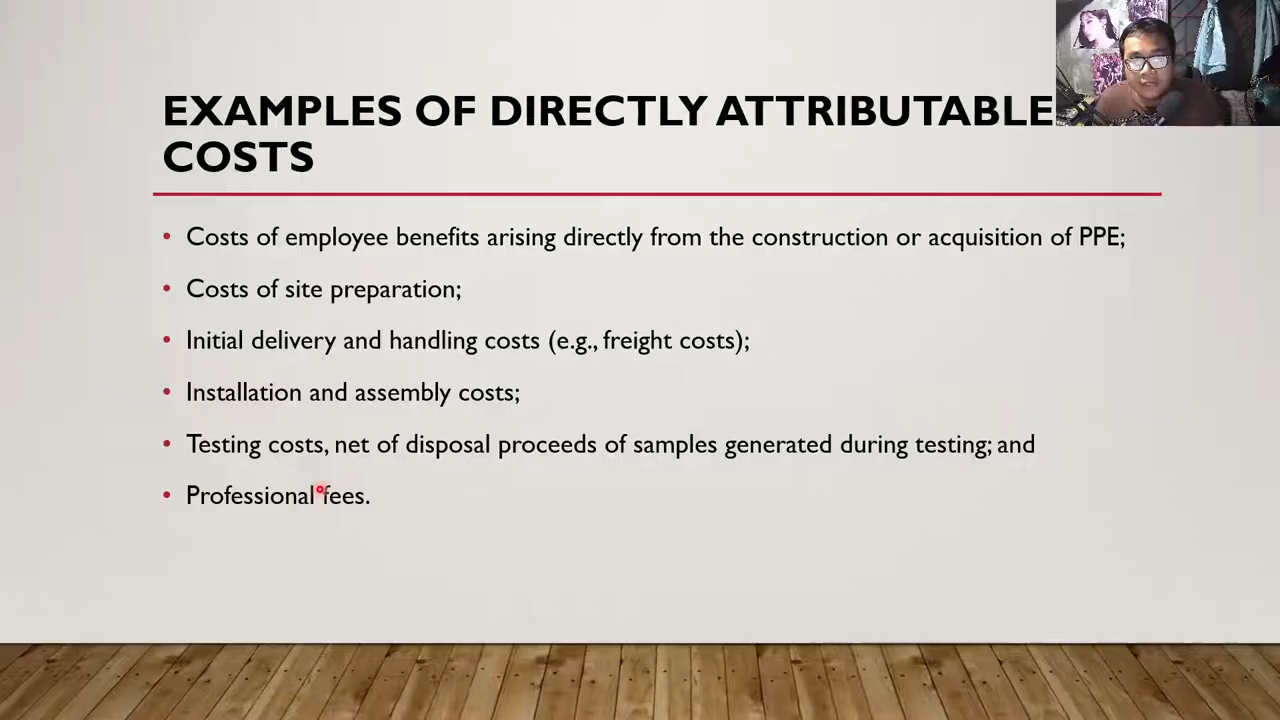 EXAMPLES OF DIRECTLY ATTRIBUTABLE
COSTS
• Costs of employee benefits arising directly from the construction or acquisition of PPE;
• Costs of site preparation;
• Initial delivery and handling costs (e.g., freight costs);
• Installation and assembly costs;
• Testing costs, net of disposal proceeds of samples generated during testing; and
• Professional fees.